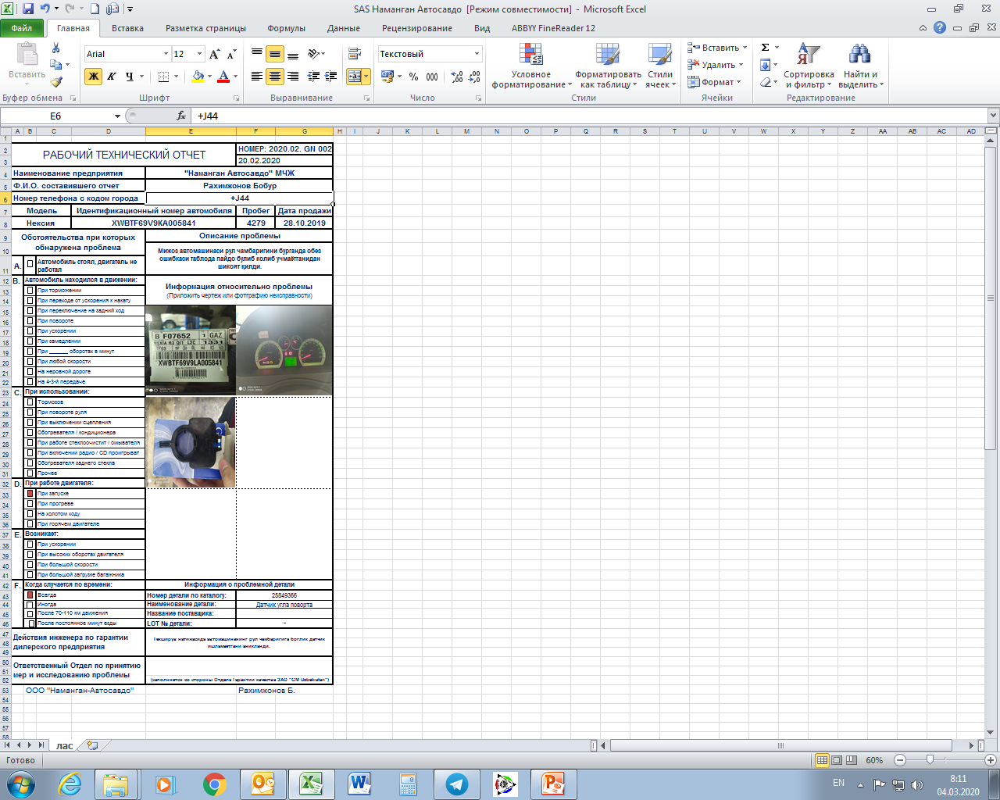 SAS Наманган Автосавдо  [Режим совместимости]  -  Microsoft Excel
Файл Главная Вставка Разметка страницы Формулы Данные Рецензирование Вид ABBYY FineReader 12
Вставить
Буфер обмена
Arial 12
Ж К Ч
Шрифт
Выравнивание
Текстовый
% 000
Число
Условное форматирование
Форматировать как таблицу
Стили ячеек
Стили
Вставить
Удалить
Формат
Ячейки
Сортировка и фильтр
Найти и выделить
Редактирование
E6 fx +J44
A B C D E F G H I J K L M N O P Q R S T U V W X Y Z AA AB AC AD
РАБОЧИЙ ТЕХНИЧЕСКИЙ ОТЧЕТ
НОМЕР: 2020.02. GN 002
20.02.2020
Наименование предприятия "Наманган Автосавдо" МЧЖ
Ф.И.О. составившего отчет Рахимжонов Бобур
Номер телефона с кодом города +J44
Модель Идентификационный номер автомобиля Пробег Дата продажи
Нексия XWBTF69V9KA005841 4279 28.10.2019
Обстоятельства при которых обнаружена проблема
Описание проблемы
Мижоз автомашинаси рул чамбаригини бурганда обез
ошибкаси таблода пайдо булиб колиб учмаётганидан
шикоят қилди.
A. Автомобиль стоял, двигатель не работал
B. Автомобиль находился в движении:
Информация относительно проблемы
(Приложить чертеж или фотграфию неисправности)
При торможении
При переходе от ускорения к накату
При переключение на задний ход
При повороте
При ускорении
При замедлении
При ______ оборотах в минут
При любой скорости
На неровной дороге
На 4-3-й передаче
B F07652 1 GAZ
1331
XWBTF69V9LA005841
C. При использовании:
Тормозов
При повороте руля
При выключении сцепления
Обогревателя / кондиционера
При работе стеклоочистит / омывателя
При включении радио / CD проигрыват
Обогревателя заднего стекла
Прочее
D. При работе двигателя:
При запуске
При прогреве
На холотом ходу
При горячем двигателе
E. Возникает:
При ускорении
При высоких оборотах двигателя
При большой скорости
При большой загрузке багажника
F. Когда случается по времени: Информация о проблемной детали
Всегда Номер детали по каталогу: 25849366
Иногда Наименование детали: Датчик угла поворта
После 70-110 км движения Название поставщика:
После постоянное минут езды LOT № детали: -
Действия инженера по гарантии дилерского предприятия
Текшируа натижасида автомашинанинг рул чамбаригига боглик датчик
ишламаётгани аникланди.
Ответственный Отдел по принятию мер и исследованию проблемы
(заполняется со стороны Отдела Гарантии качества ЗАО "GM Uzbekistan")
ООО "Наманган-Автосавдо" Рахимжонов Б.
лас
Готово 60%
EN 8:11
04.03.2020